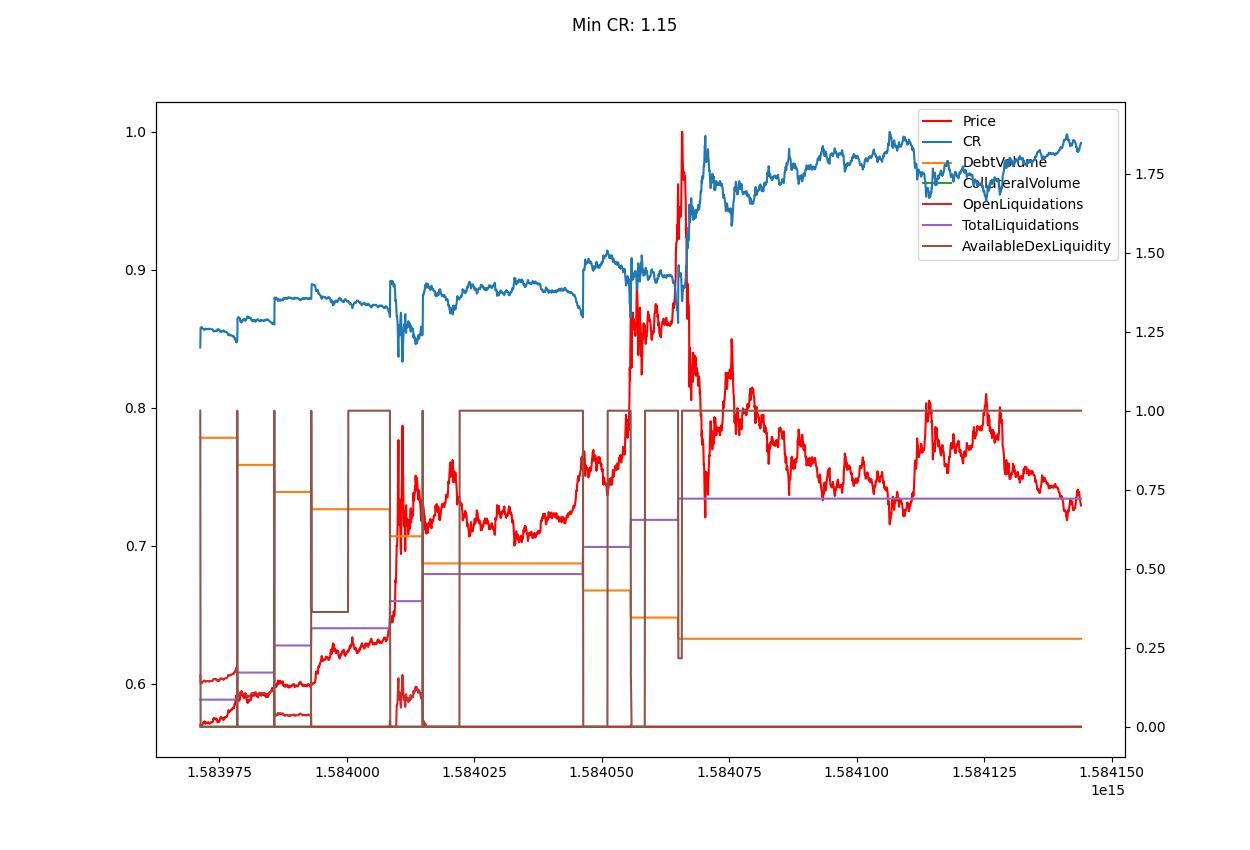 Min CR: 1.15
1.0
0.9
0.8
0.7
0.6
1.75
1.50
1.25
1.00
0.75
0.50
0.25
0.00
Price
CR
DebtVolume
CollateralVolume
OpenLiquidations
TotalLiquidations
AvailableDexLiquidity
1.583975 1.584000 1.584025 1.584050 1.584075 1.584100 1.584125 1.584150
1e15